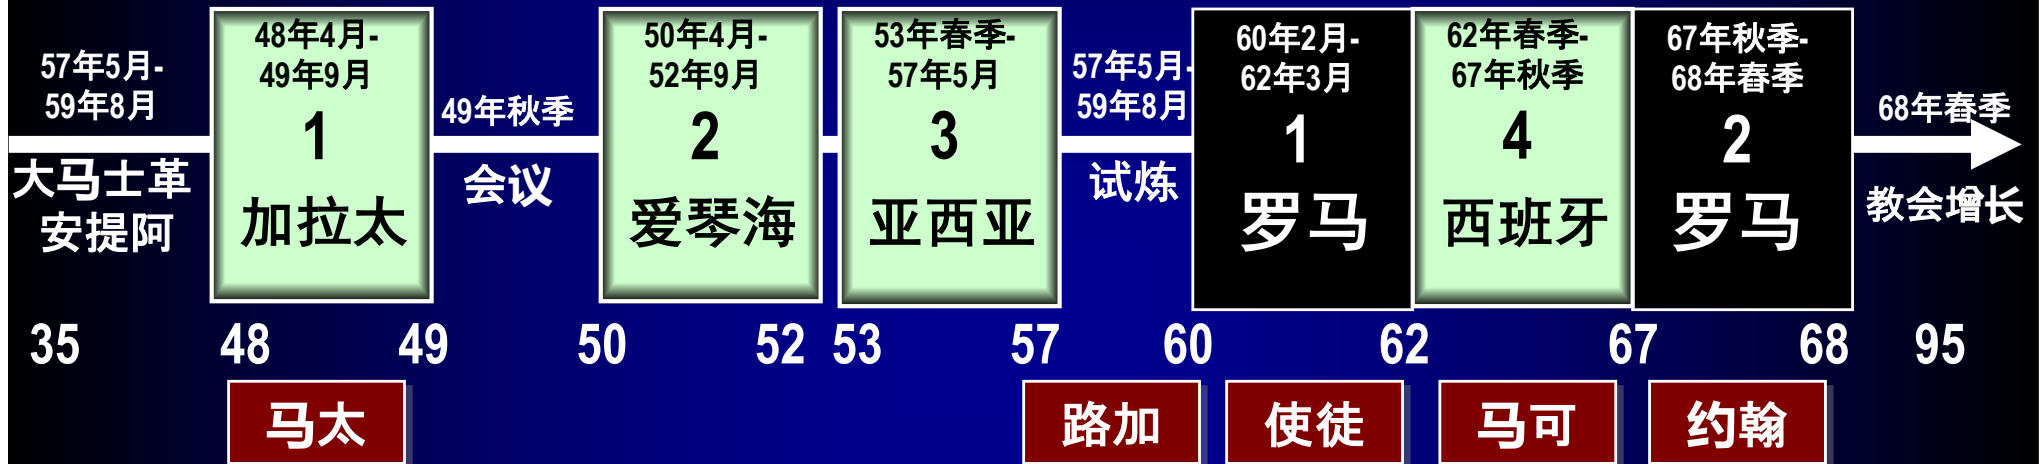 57年5月-
59年8月
大马士革
安提阿
48年4月-
49年9月
1
加拉太
49年秋季
会议
50年4月-
52年9月
2
爱琴海
53年春季-
57年5月
3
亚西亚
57年5月-
59年8月
试炼
60年2月-
62年3月
1
罗马
62年春季-
67年秋季
4
西班牙
67年秋季-
68年春季
2
罗马
68年春季
教会增长
35 48 49 50 52 53 57 60 62 67 68 95
马太 路加 使徒 马可 约翰